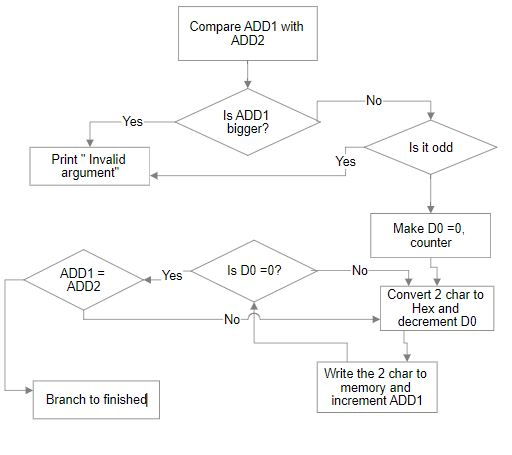 Compare ADD1 with
ADD2
Is ADD1
bigger?
Yes
No
Print " Invalid
argument"
Is it odd
Yes
Make D0 =0,
counter
ADD1 =
ADD2
Yes
Is D0 =0?
No
Convert 2 char to
Hex and
decrement D0
No
Write the 2 char to
memory and
increment ADD1
Branch to finished